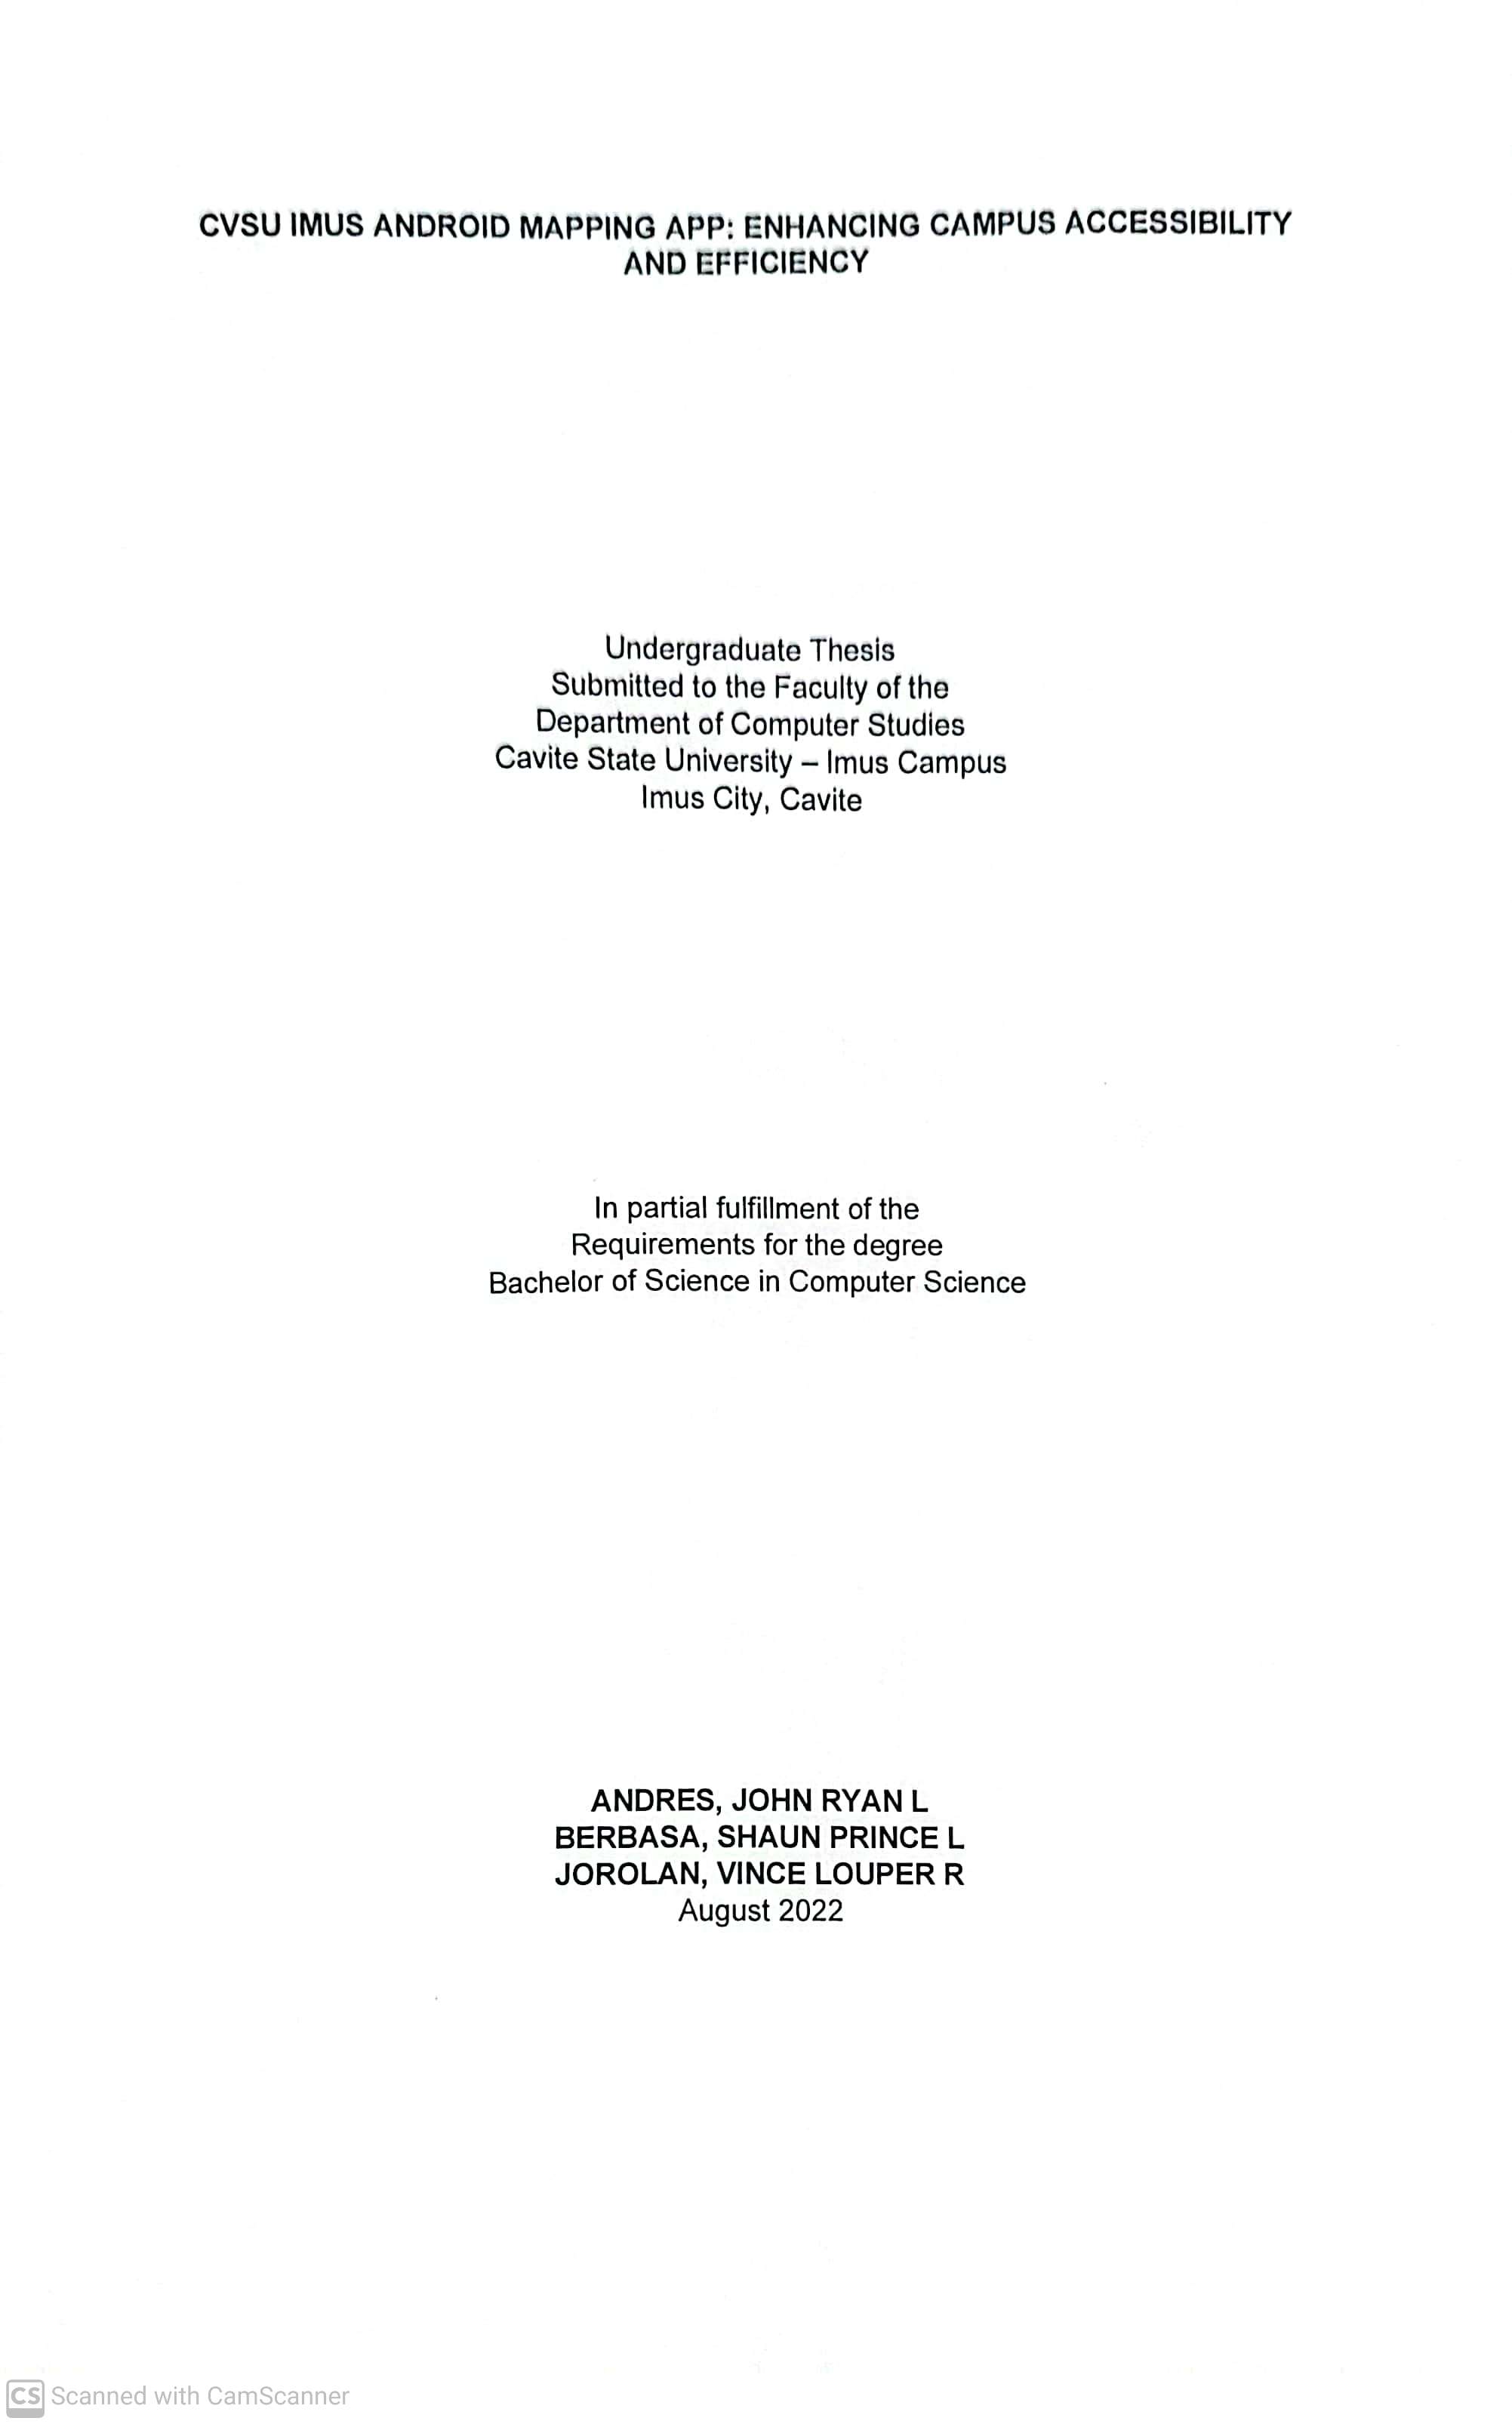 CVSU IMUS ANDROID MAPPING APP: ENHANCING CAMPUS ACCESSIBILITY
AND EFFICIENCY
Undergraduate Thesis
Submitted to the Faculty of the
Department of Computer Studies
Cavite State University – Imus Campus
Imus City, Cavite
In partial fulfillment of the
Requirements for the degree
Bachelor of Science in Computer Science
ANDRES, JOHN RYAN L
BERBASA, SHAUN PRINCE L
JOROLAN, VINCE LOUPER R
August 2022
CS Scanned with CamScanner